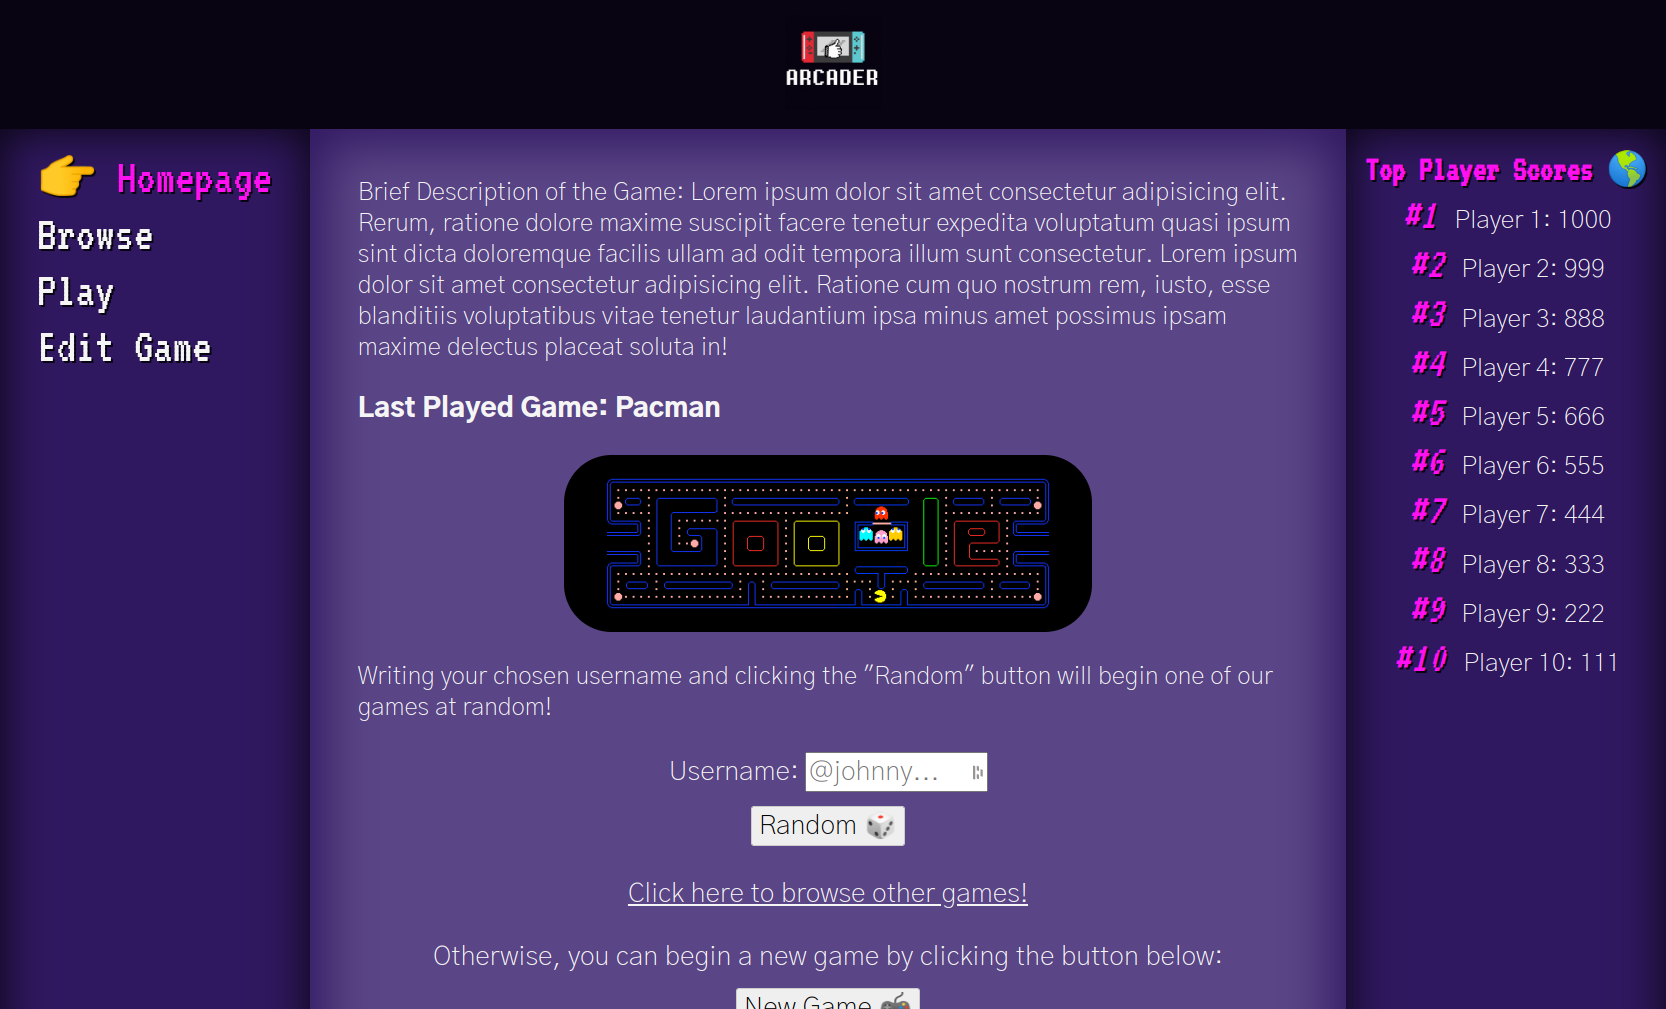 ARCADER
Homepage
Browse
Play
Edit Game
Brief Description of the Game: Lorem ipsum dolor sit amet consectetur adipisicing elit.
Rerum, ratione dolore maxime suscipit facere tenetur expedita voluptatum quasi ipsum
sint dicta doloremque facilis ullam ad odit tempora illum sunt consectetur. Lorem ipsum
dolor sit amet consectetur adipisicing elit. Ratione cum quo nostrum rem, iusto, esse
blanditiis voluptatibus vitae tenetur laudantium ipsa minus amet possimus ipsam
maxime delectus placeat soluta in!
Last Played Game: Pacman
Google
Writing your chosen username and clicking the "Random" button will begin one of our
games at random!
Username: @johnny...
Random
Click here to browse other games!
Otherwise, you can begin a new game by clicking the button below:
New Game
Top Player Scores
#1 Player 1: 1000
#2 Player 2: 999
#3 Player 3: 888
#4 Player 4: 777
#5 Player 5: 666
#6 Player 6: 555
#7 Player 7: 444
#8 Player 8: 333
#9 Player 9: 222
#10 Player 10: 111